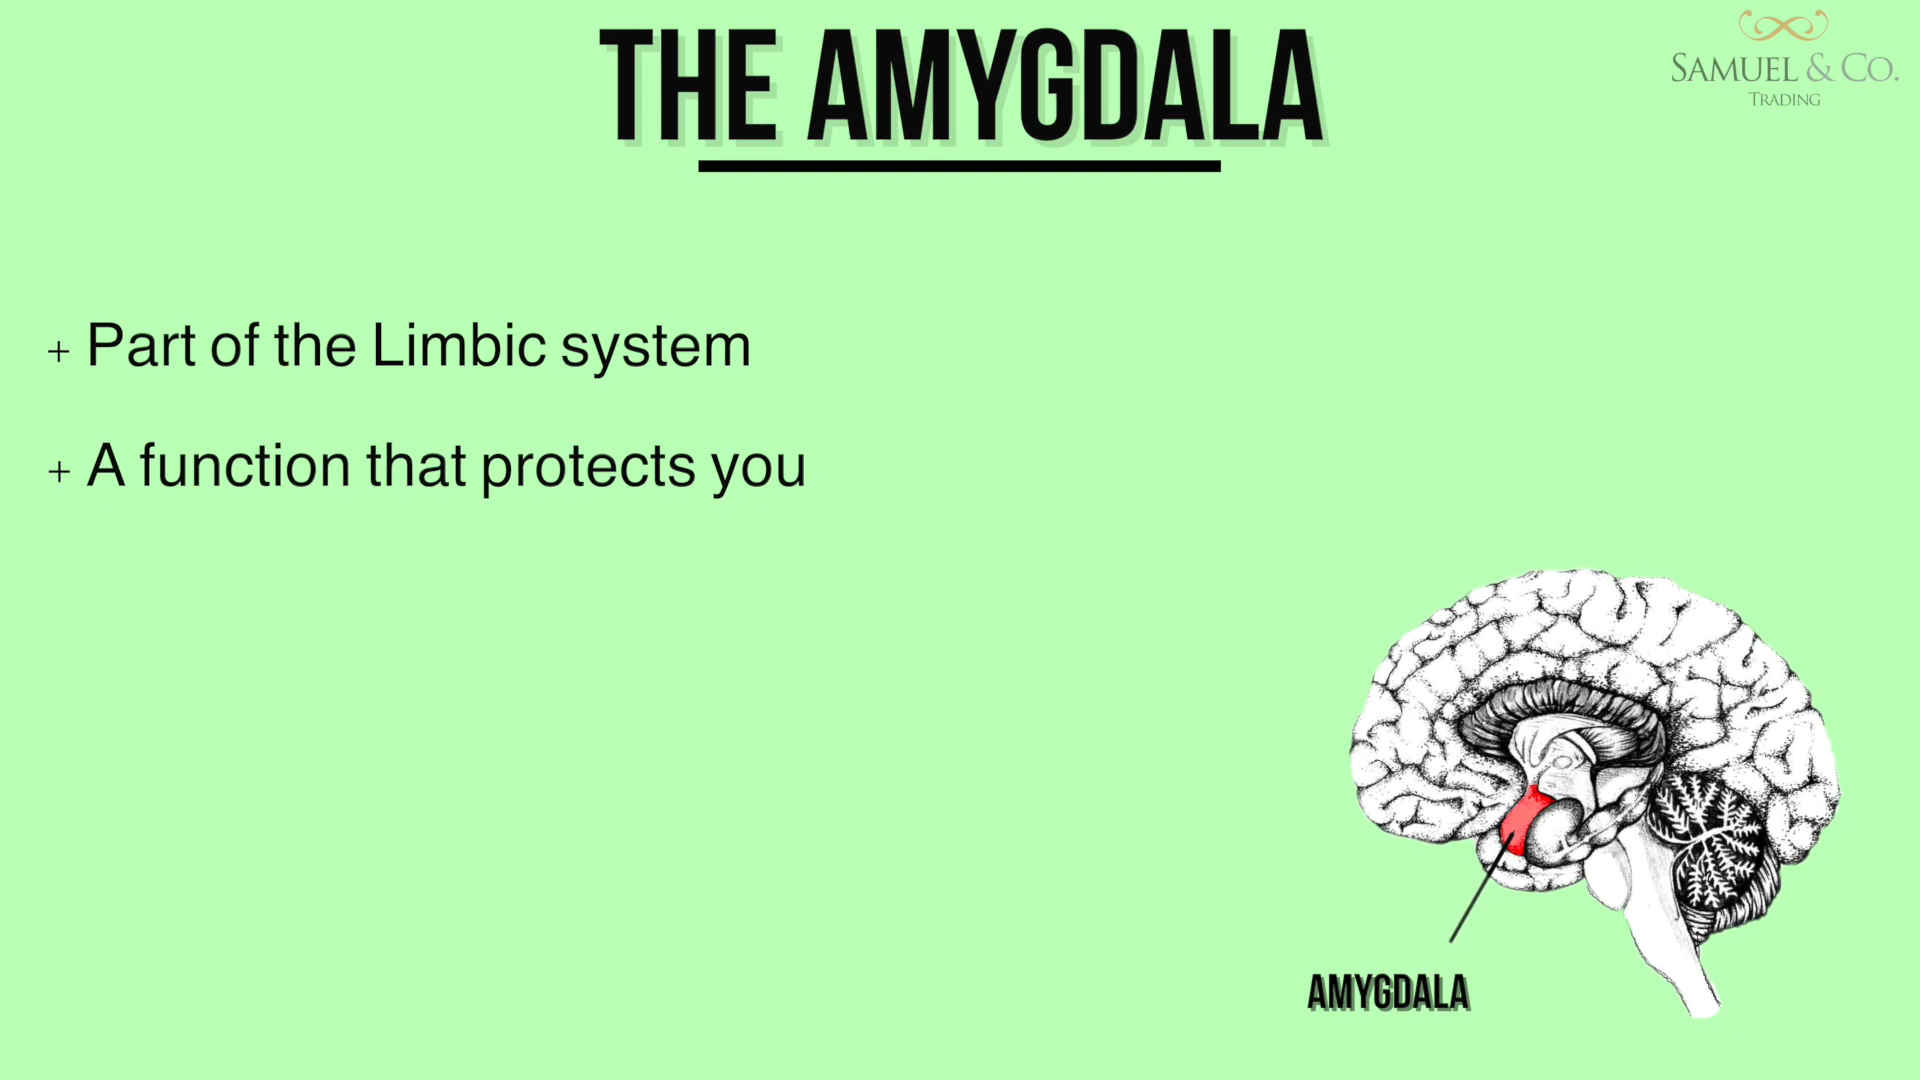 THE AMYGDALA
SAMUEL & CO.
TRADING
+ Part of the Limbic system
+ A function that protects you
AMYGDALA